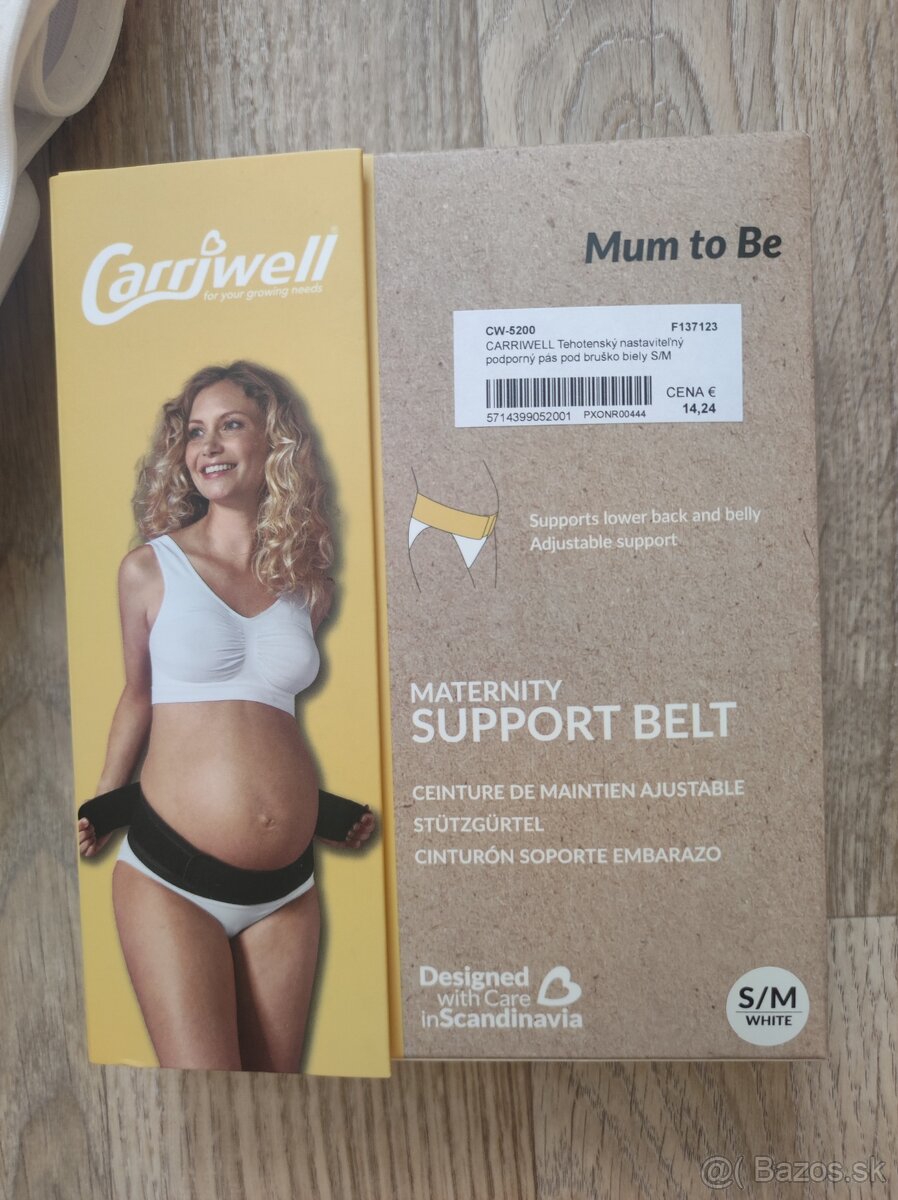 Carriwell®
for your growing needs
Mum to Be
CW-5200 F137123
CARRIWELL Tehotenský nastaviteľný
podporný pás pod bruško biely S/M
CENA €
14,24
5714399052001 PXONR00444
Supports lower back and belly
Adjustable support
MATERNITY
SUPPORT BELT
CEINTURE DE MAINTIEN AJUSTABLE
STÜTZGÜRTEL
CINTURÓN SOPORTE EMBARAZO
Designed
with Care
in Scandinavia
S/M
WHITE
@( Bazos.sk